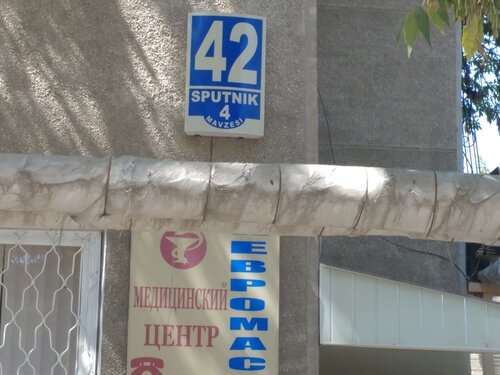 42
SPUTNIK
4
MAVZESI
МЕДИЦИНСКИЙ
ЦЕНТР
ЕВРОМАС